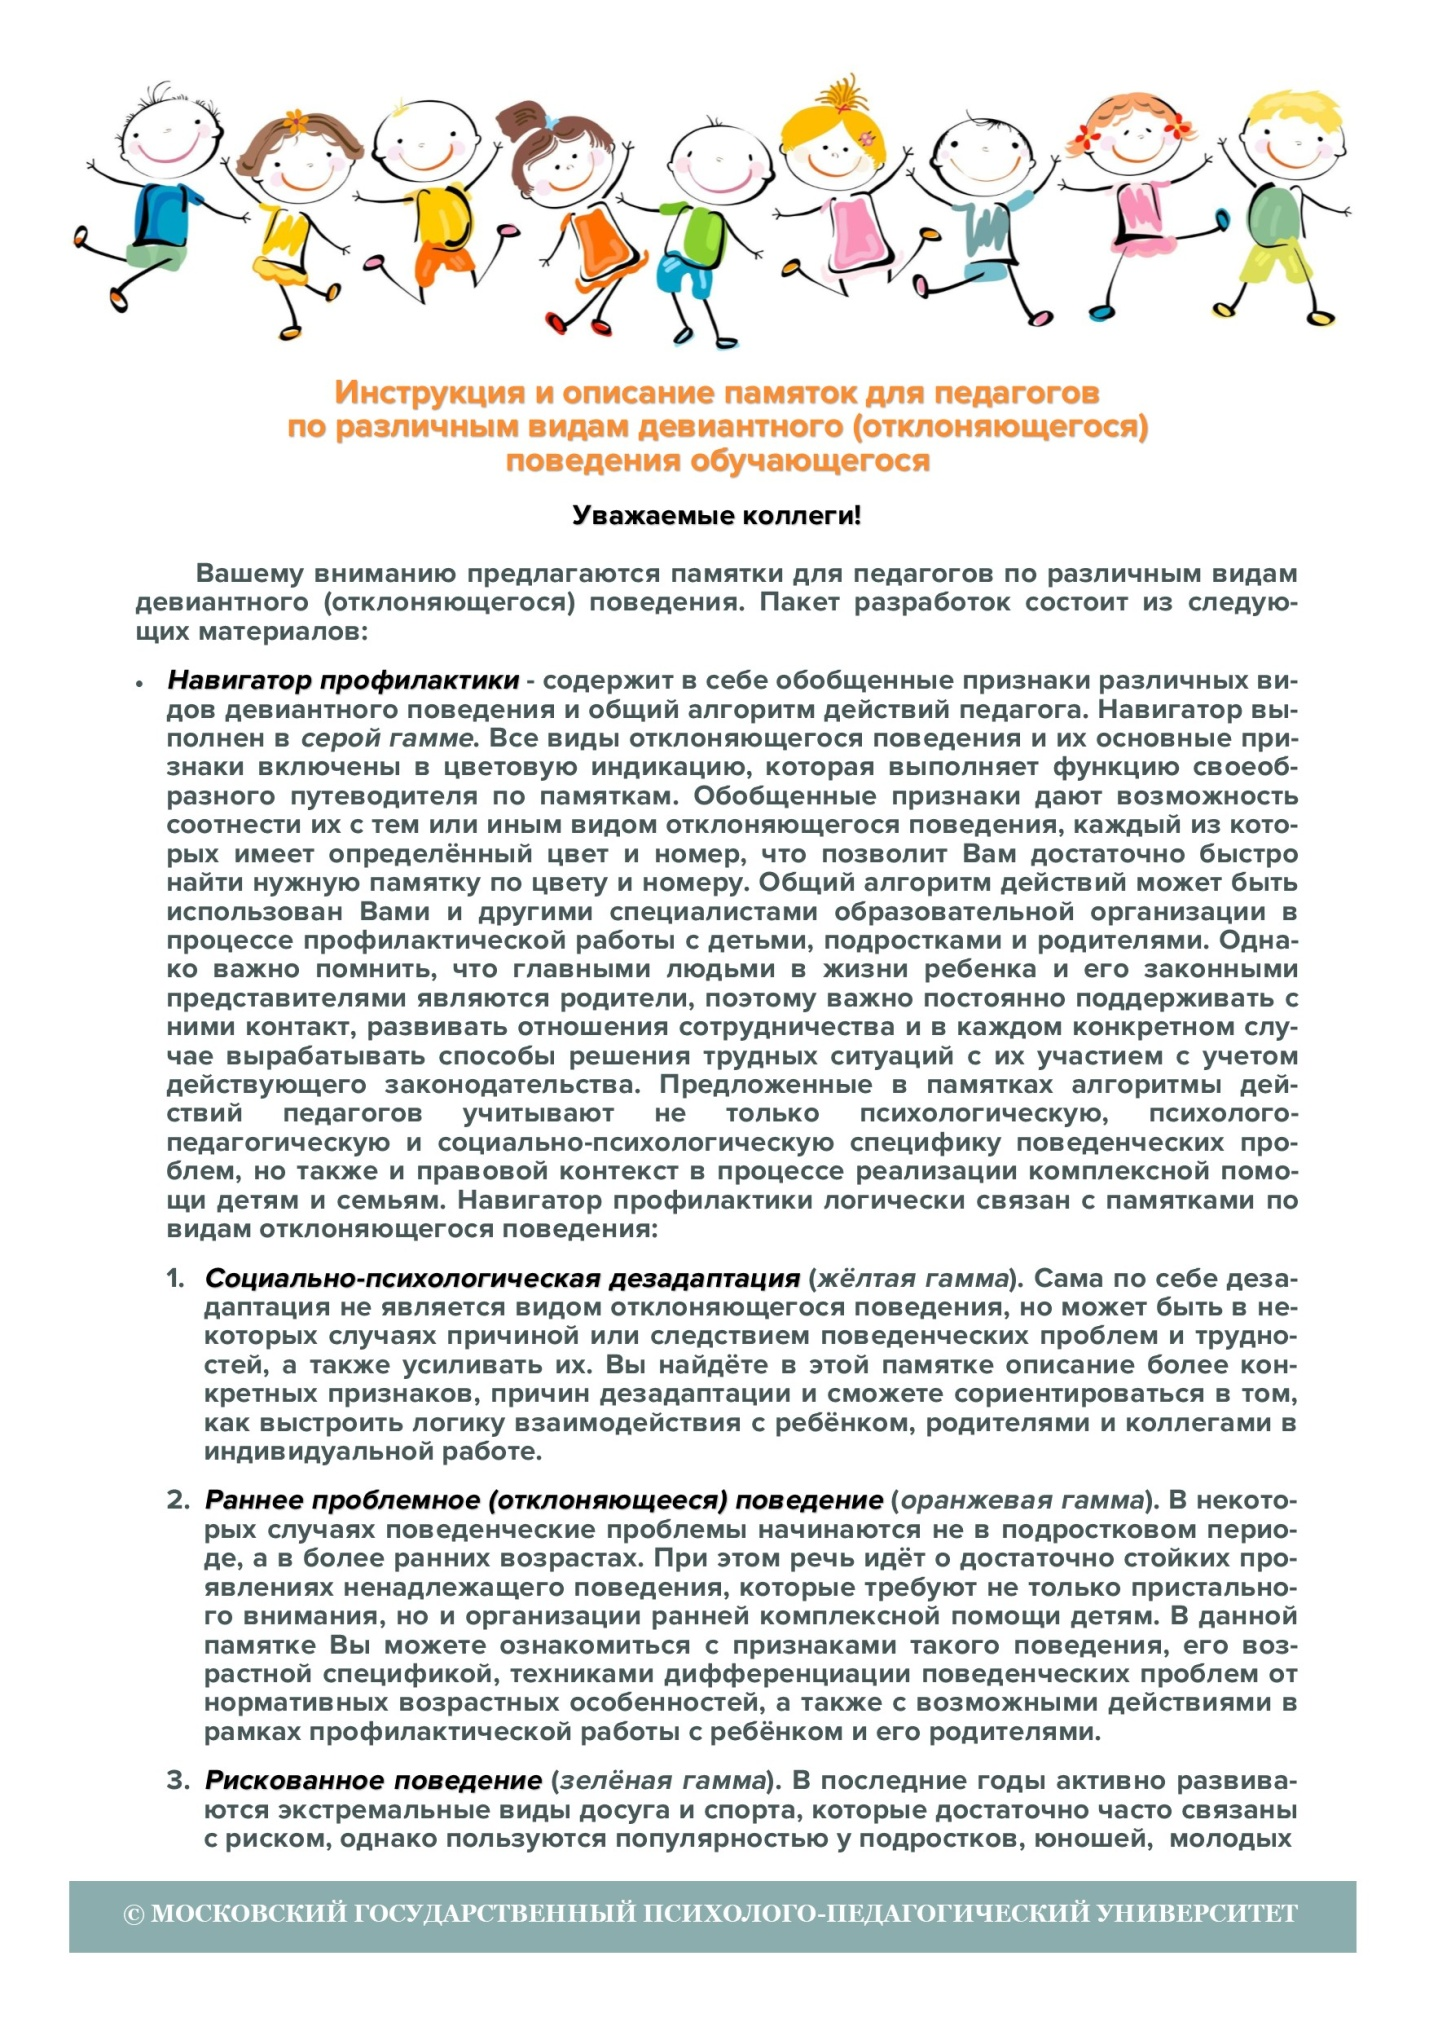 Инструкция и описание памяток для педагогов
по различным видам девиантного (отклоняющегося)
поведения обучающегося
Уважаемые коллеги!
Вашему вниманию предлагаются памятки для педагогов по различным видам
девиантного (отклоняющегося) поведения. Пакет разработок состоит из следую-
щих материалов:
• Навигатор профилактики - содержит в себе обобщенные признаки различных ви-
дов девиантного поведения и общий алгоритм действий педагога. Навигатор вы-
полнен в серой гамме. Все виды отклоняющегося поведения и их основные при-
знаки включены в цветовую индикацию, которая выполняет функцию своеоб-
разного путеводителя по памяткам. Обобщенные признаки дают возможность
соотнести их с тем или иным видом отклоняющегося поведения, каждый из кото-
рых имеет определённый цвет и номер, что позволит Вам достаточно быстро
найти нужную памятку по цвету и номеру. Общий алгоритм действий может быть
использован Вами и другими специалистами образовательной организации в
процессе профилактической работы с детьми, подростками и родителями. Одна-
ко важно помнить, что главными людьми в жизни ребенка и его законными
представителями являются родители, поэтому важно постоянно поддерживать с
ними контакт, развивать отношения сотрудничества и в каждом конкретном слу-
чае вырабатывать способы решения трудных ситуаций с их участием с учетом
действующего законодательства. Предложенные в памятках алгоритмы дей-
ствий педагогов учитывают не только психологическую, психолого-
педагогическую и социально-психологическую специфику поведенческих про-
блем, но также и правовой контекст в процессе реализации комплексной помо-
щи детям и семьям. Навигатор профилактики логически связан с памятками по
видам отклоняющегося поведения:
1. Социально-психологическая дезадаптация (жёлтая гамма). Сама по себе деза-
даптация не является видом отклоняющегося поведения, но может быть в не-
которых случаях причиной или следствием поведенческих проблем и трудно-
стей, а также усиливать их. Вы найдёте в этой памятке описание более кон-
кретных признаков, причин дезадаптации и сможете сориентироваться в том,
как выстроить логику взаимодействия с ребёнком, родителями и коллегами в
индивидуальной работе.
2. Раннее проблемное (отклоняющееся) поведение (оранжевая гамма). В некото-
рых случаях поведенческие проблемы начинаются не в подростковом перио-
де, а в более ранних возрастах. При этом речь идёт о достаточно стойких про-
явлениях ненадлежащего поведения, которые требуют не только пристально-
го внимания, но и организации ранней комплексной помощи детям. В данной
памятке Вы можете ознакомиться с признаками такого поведения, его воз-
растной спецификой, техниками дифференциации поведенческих проблем от
нормативных возрастных особенностей, а также с возможными действиями в
рамках профилактической работы с ребёнком и его родителями.
3. Рискованное поведение (зелёная гамма). В последние годы активно развива-
ются экстремальные виды досуга и спорта, которые достаточно часто связаны
с риском, однако пользуются популярностью у подростков, юношей, молодых
© МОСКОВСКИЙ ГОСУДАРСТВЕННЫЙ ПСИХОЛОГО-ПЕДАГОГИЧЕСКИЙ УНИВЕРСИТЕТ